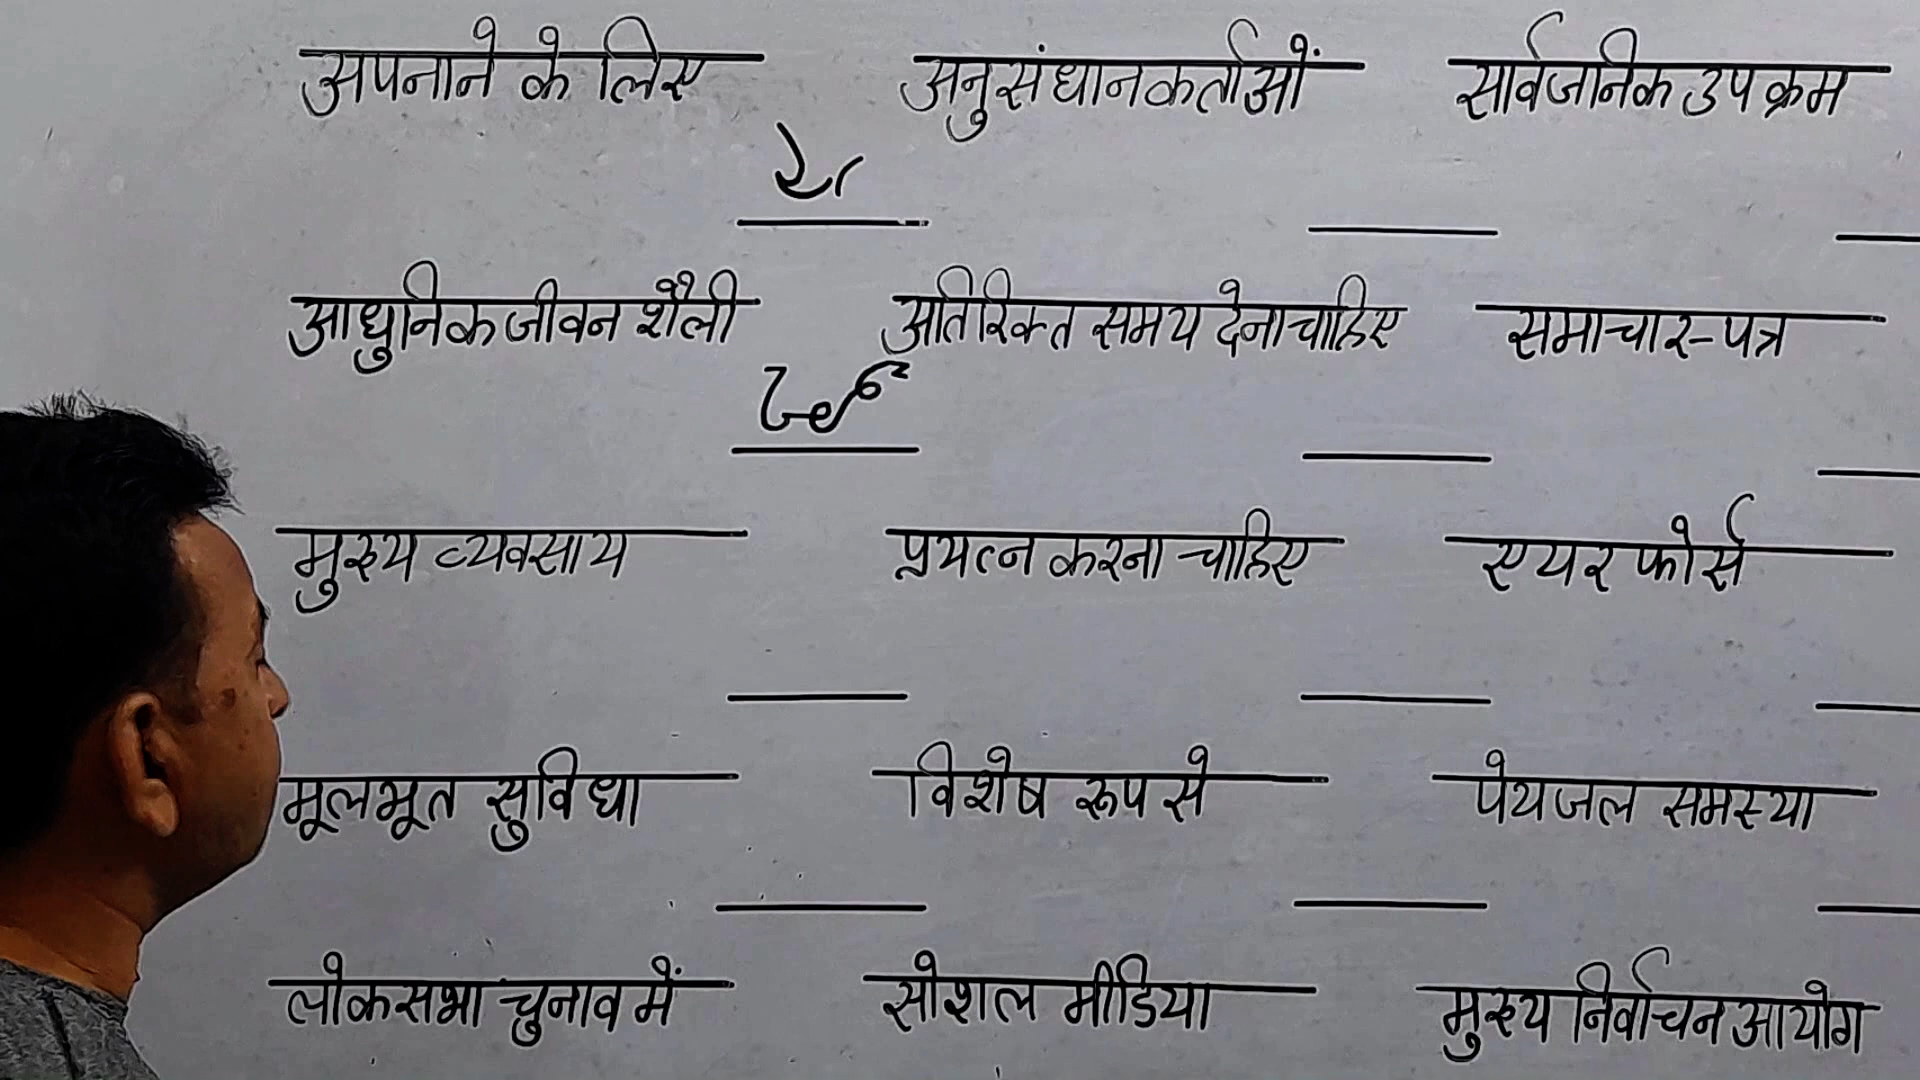 अपनाने के लिए अनुसंधानकर्ताओं सार्वजनिक उपक्रम
आधुनिक जीवन शैली अतिरिक्त समय देना चाहिए समाचार-पत्र
मुख्य व्यवसाय प्रयत्न करना चाहिए एयर फोर्स
मूलभूत सुविधा विशेष रूप से पेयजल समस्या
लोकसभा चुनाव में सोशल मीडिया मुख्य निर्वाचन आयोग